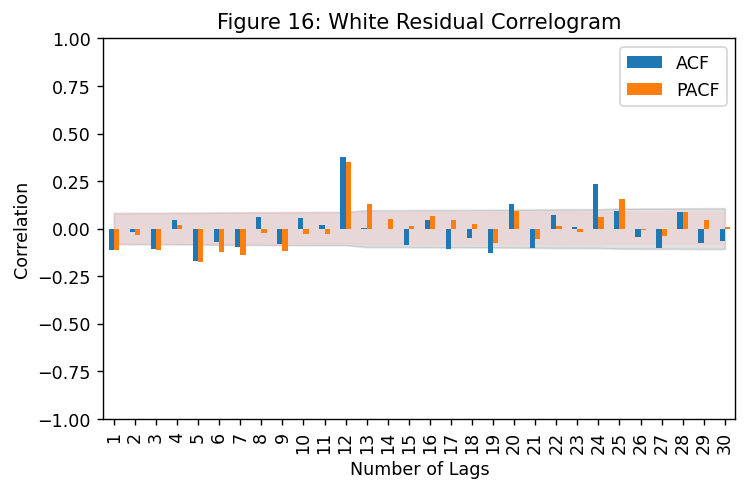 Figure 16: White Residual Correlogram
1.00
0.75
0.50
0.25
0.00
−0.25
−0.50
−0.75
−1.00
Correlation
ACF
PACF
1 2 3 4 5 6 7 8 9 10 11 12 13 14 15 16 17 18 19 20 21 22 23 24 25 26 27 28 29 30
Number of Lags